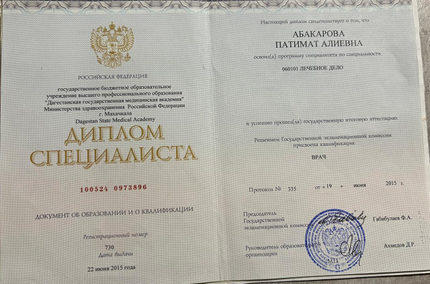 РОССИЙСКАЯ ФЕДЕРАЦИЯ
государственное бюджетное образовательное
учреждение высшего профессионального образования
"Дагестанская государственная медицинская академия"
Министерства здравоохранения Российской Федерации
г. Махачкала
Dagestan State Medical Academy
ДИПЛОМ
СПЕЦИАЛИСТА
100524 0973896
ДОКУМЕНТ ОБ ОБРАЗОВАНИИ И О КВАЛИФИКАЦИИ
Регистрационный номер
730
Дата выдачи
22 июня 2015 года
Настоящий диплом свидетельствует о том, что
АБАКАРОВА
ПАТИМАТ АЛИЕВНА
освоил(а) программу специалитета по специальности
060101 ЛЕЧЕБНОЕ ДЕЛО
и успешно прошел(а) государственную итоговую аттестацию
Решением Государственной экзаменационной комиссии
присвоена квалификация
ВРАЧ
Протокол № 335 от « 19 » июня 2015 г.
Председатель
Государственной
экзаменационной комиссии Габибулаев Ф.А.
Руководитель образовательной
организации Ахмедов Д.Р.